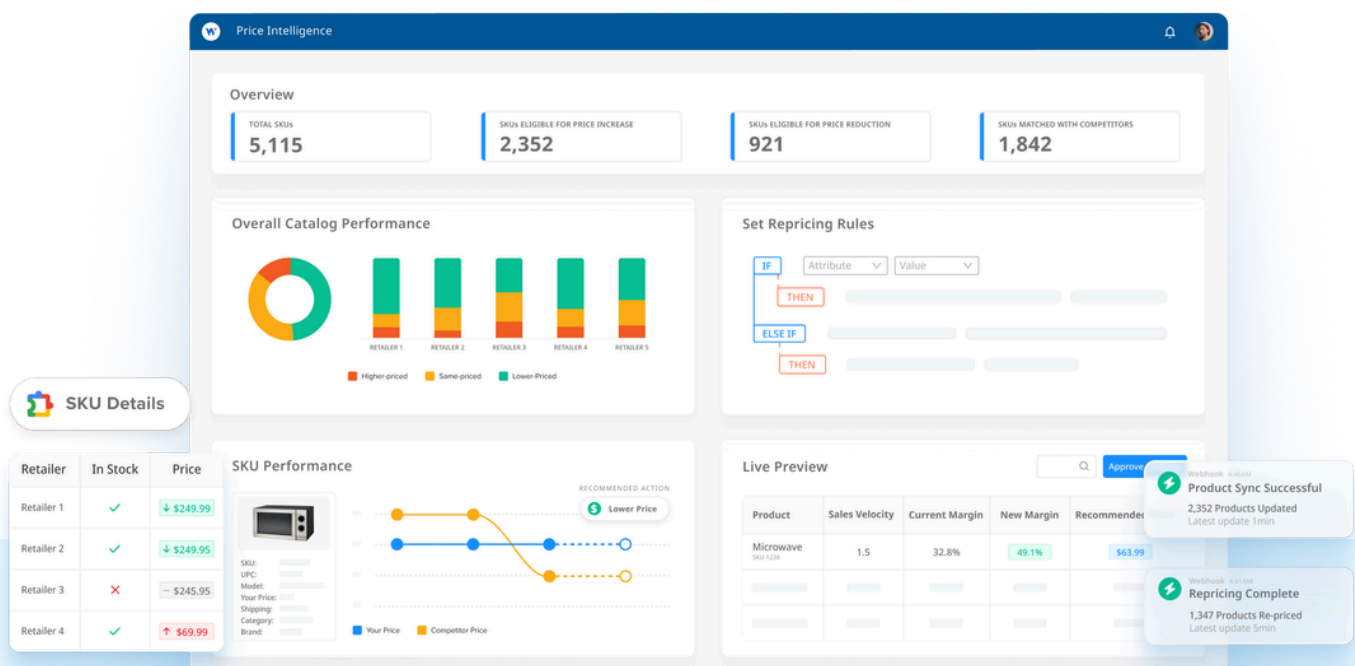 Price Intelligence
Overview
TOTAL SKUs
5,115
SKUs ELIGIBLE FOR PRICE INCREASE
2,352
SKUs ELIGIBLE FOR PRICE REDUCTION
921
SKUs MATCHED WITH COMPETITORS
1,842
Overall Catalog Performance
RETAILER 1 RETAILER 2 RETAILER 3 RETAILER 4 RETAILER 5
Higher-priced Same-priced Lower-Priced
Set Repricing Rules
IF Attribute Value
THEN
ELSE IF
THEN
SKU Details
Retailer In Stock Price
Retailer 1 $249.99
Retailer 2 $249.95
Retailer 3 $245.95
Retailer 4 $69.99
SKU Performance
RECOMMENDED ACTION
Lower Price
SKU:
UPC:
Model:
Your Price:
Shipping:
Category:
Brand:
Your Price Competitor Price
Live Preview
Approve
Product Sales Velocity Current Margin New Margin Recommended
Microwave 1.5 32.8% 49.1% $63.99
SKU-1234
Webhook
Product Sync Successful
2,352 Products Updated
Latest update 1min
Webhook
Repricing Complete
1,347 Products Re-priced
Latest update 5min